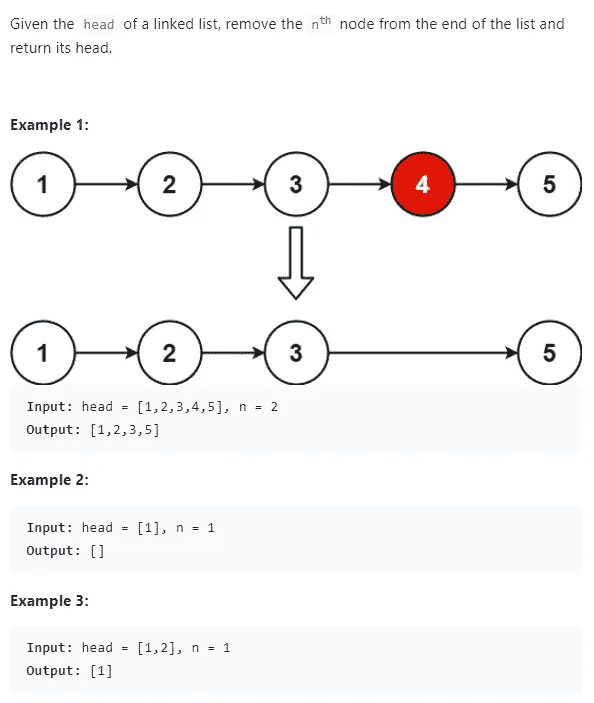 Given the head of a linked list, remove the nth node from the end of the list and
return its head.
Example 1:
1 2 3 4 5
1 2 3 5
Input: head = [1,2,3,4,5], n = 2
Output: [1,2,3,5]
Example 2:
Input: head = [1], n = 1
Output: []
Example 3:
Input: head = [1,2], n = 1
Output: [1]